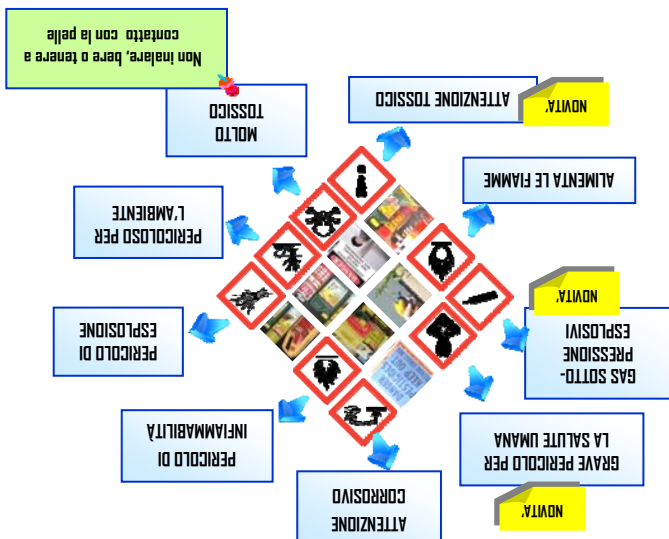 NOVITA'
ATTENZIONE
CORROSIVO
GRAVE PERICOLO PER
LA SALUTE UMANA
PERICOLO DI
INFIAMMABILITÀ
GAS SOTTO-
PRESSIONE
ESPLOSIVI
NOVITA'
PERICOLO DI
ESPLOSIONE
ALIMENTA LE FIAMME
PERICOLOSO PER
L'AMBIENTE
NOVITA'
ATTENZIONE TOSSICO
MOLTO
TOSSICO
Non inalare, bere o tenere a
contatto con la pelle